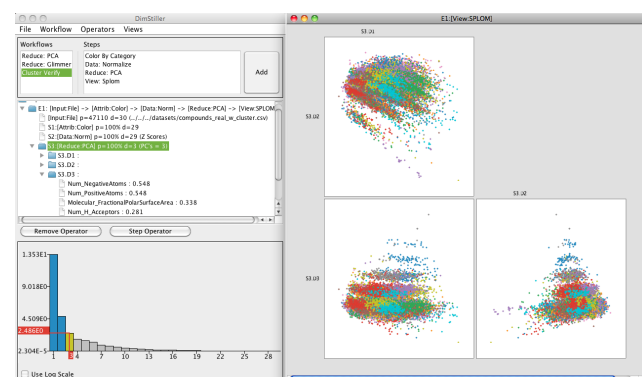 DimStiller
File Workflow Operators Views
Workflows
Steps
Reduce: PCA
Reduce: Glimmer
Cluster Verify
Color By Category
Data: Normalize
Reduce: PCA
View: Splom
Add
E1: [Input:File] -> [Attrib:Color] -> [Data:Norm] -> [Reduce:PCA] -> [View:SPLOM
[Input:File] p=47110 d=30 (../../../datasets/compounds_real_w_cluster.csv)
S1:[Attrib:Color] p=100% d=29
S2:[Data:Norm] p=100% d=29 (Z Scores)
S3:[Reduce:PCA] p=100% d=3 (PC's = 3)
S3.D1 :
S3.D2 :
S3.D3 :
Num_NegativeAtoms : 0.548
Num_PositiveAtoms : 0.548
Molecular_FractionalPolarSurfaceArea : 0.338
Num_H_Acceptors : 0.281
Remove Operator
Step Operator
1.353E1
9.018E0
4.509E0
2.486E0
2.304E-5
1 3 4 7 10 13 16 19 22 25 28
Use Log Scale
E1:[View:SPLOM]
S3.D1
S3.D2
S3.D2
S3.D3